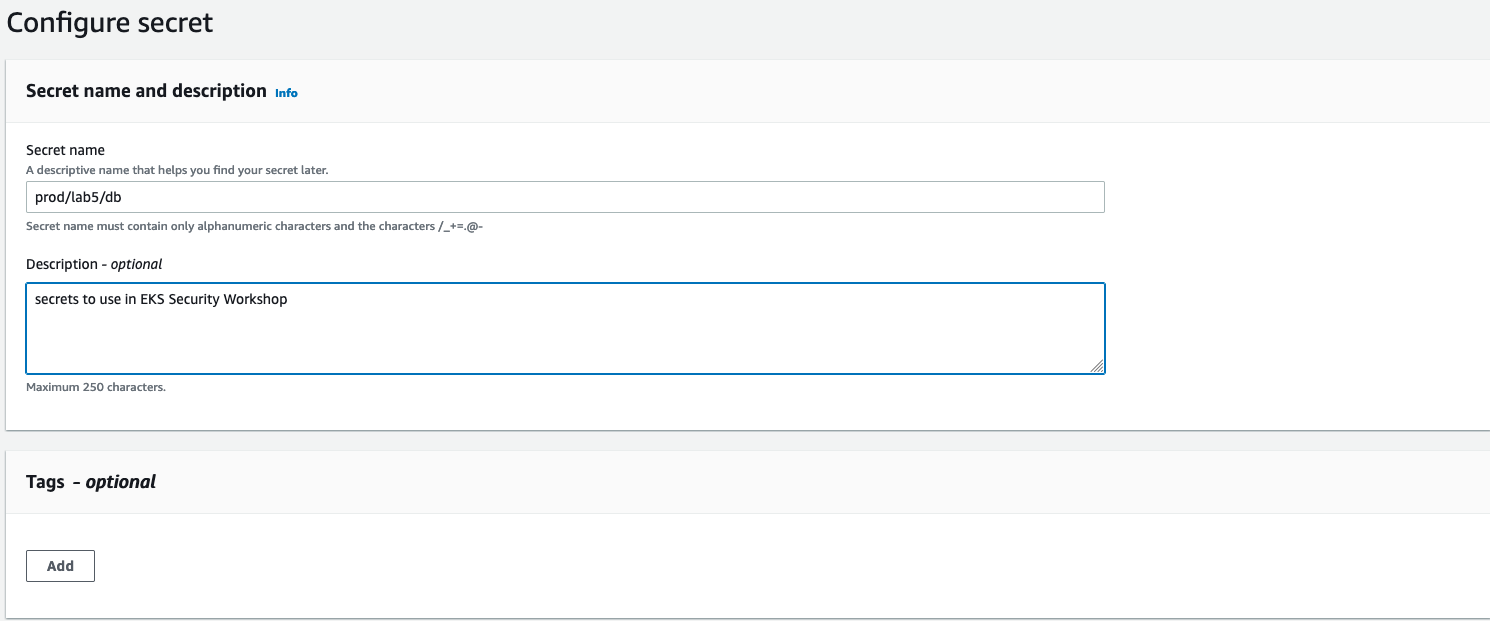 Configure secret
Secret name and description Info
Secret name
A descriptive name that helps you find your secret later.
prod/lab5/db
Secret name must contain only alphanumeric characters and the characters /_+=.@-
Description - optional
secrets to use in EKS Security Workshop
Maximum 250 characters.
Tags - optional
Add